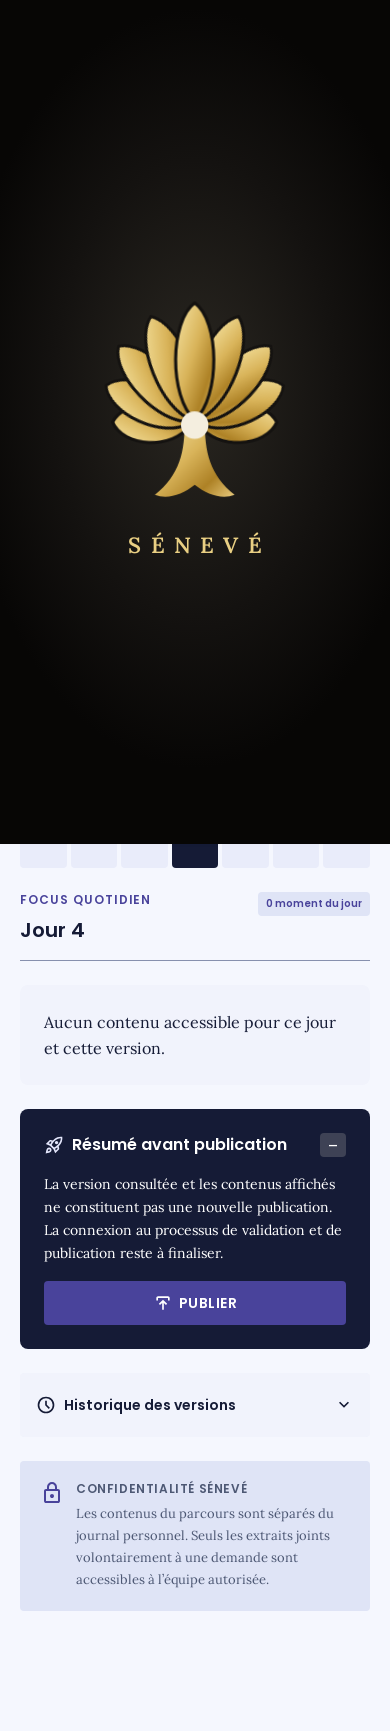 SÉNEVÉ
FOCUS QUOTIDIEN
0 moment du jour
Jour 4
Aucun contenu accessible pour ce jour
et cette version.
Résumé avant publication
–
La version consultée et les contenus affichés
ne constituent pas une nouvelle publication.
La connexion au processus de validation et de
publication reste à finaliser.
PUBLIER
Historique des versions
CONFIDENTIALITÉ SÉNEVÉ
Les contenus du parcours sont séparés du
journal personnel. Seuls les extraits joints
volontairement à une demande sont
accessibles à l’équipe autorisée.